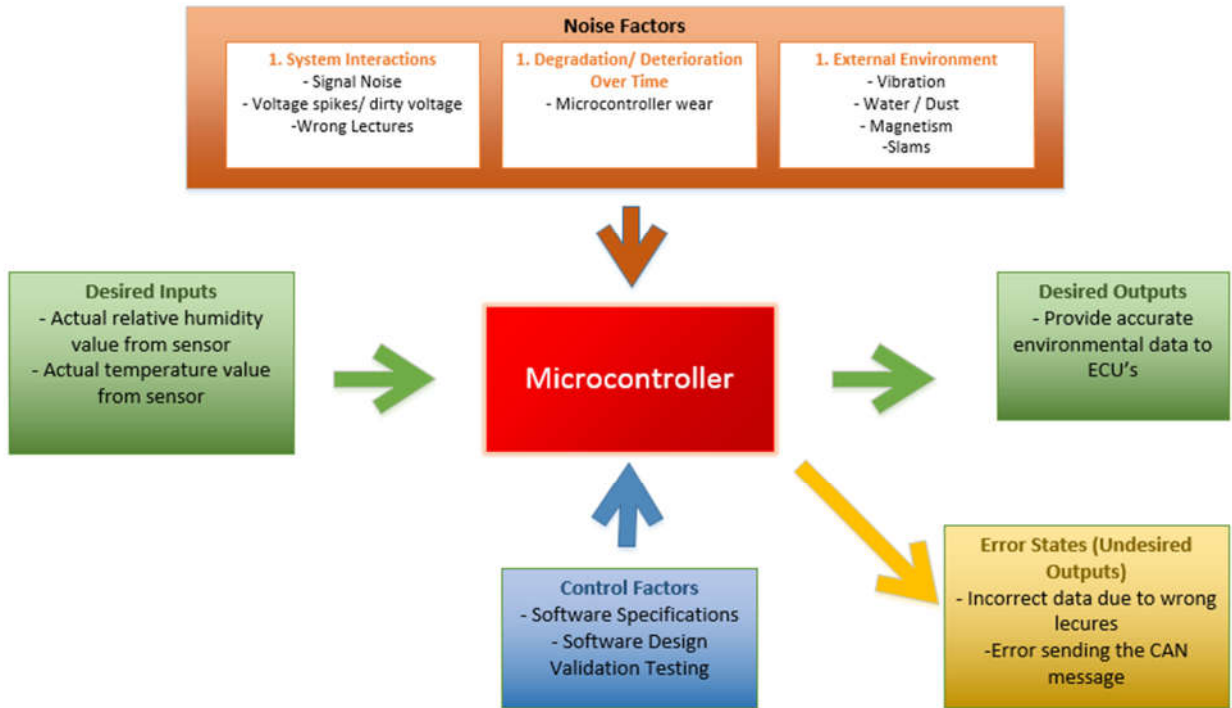 Noise Factors
1. System Interactions
- Signal Noise
- Voltage spikes/ dirty voltage
-Wrong Lectures
1. Degradation/ Deterioration
Over Time
- Microcontroller wear
1. External Environment
- Vibration
- Water / Dust
- Magnetism
-Slams
Desired Inputs
- Actual relative humidity
value from sensor
- Actual temperature value
from sensor
Microcontroller
Desired Outputs
- Provide accurate
environmental data to
ECU's
Control Factors
- Software Specifications
- Software Design
Validation Testing
Error States (Undesired
Outputs)
- Incorrect data due to wrong
lecures
-Error sending the CAN
message